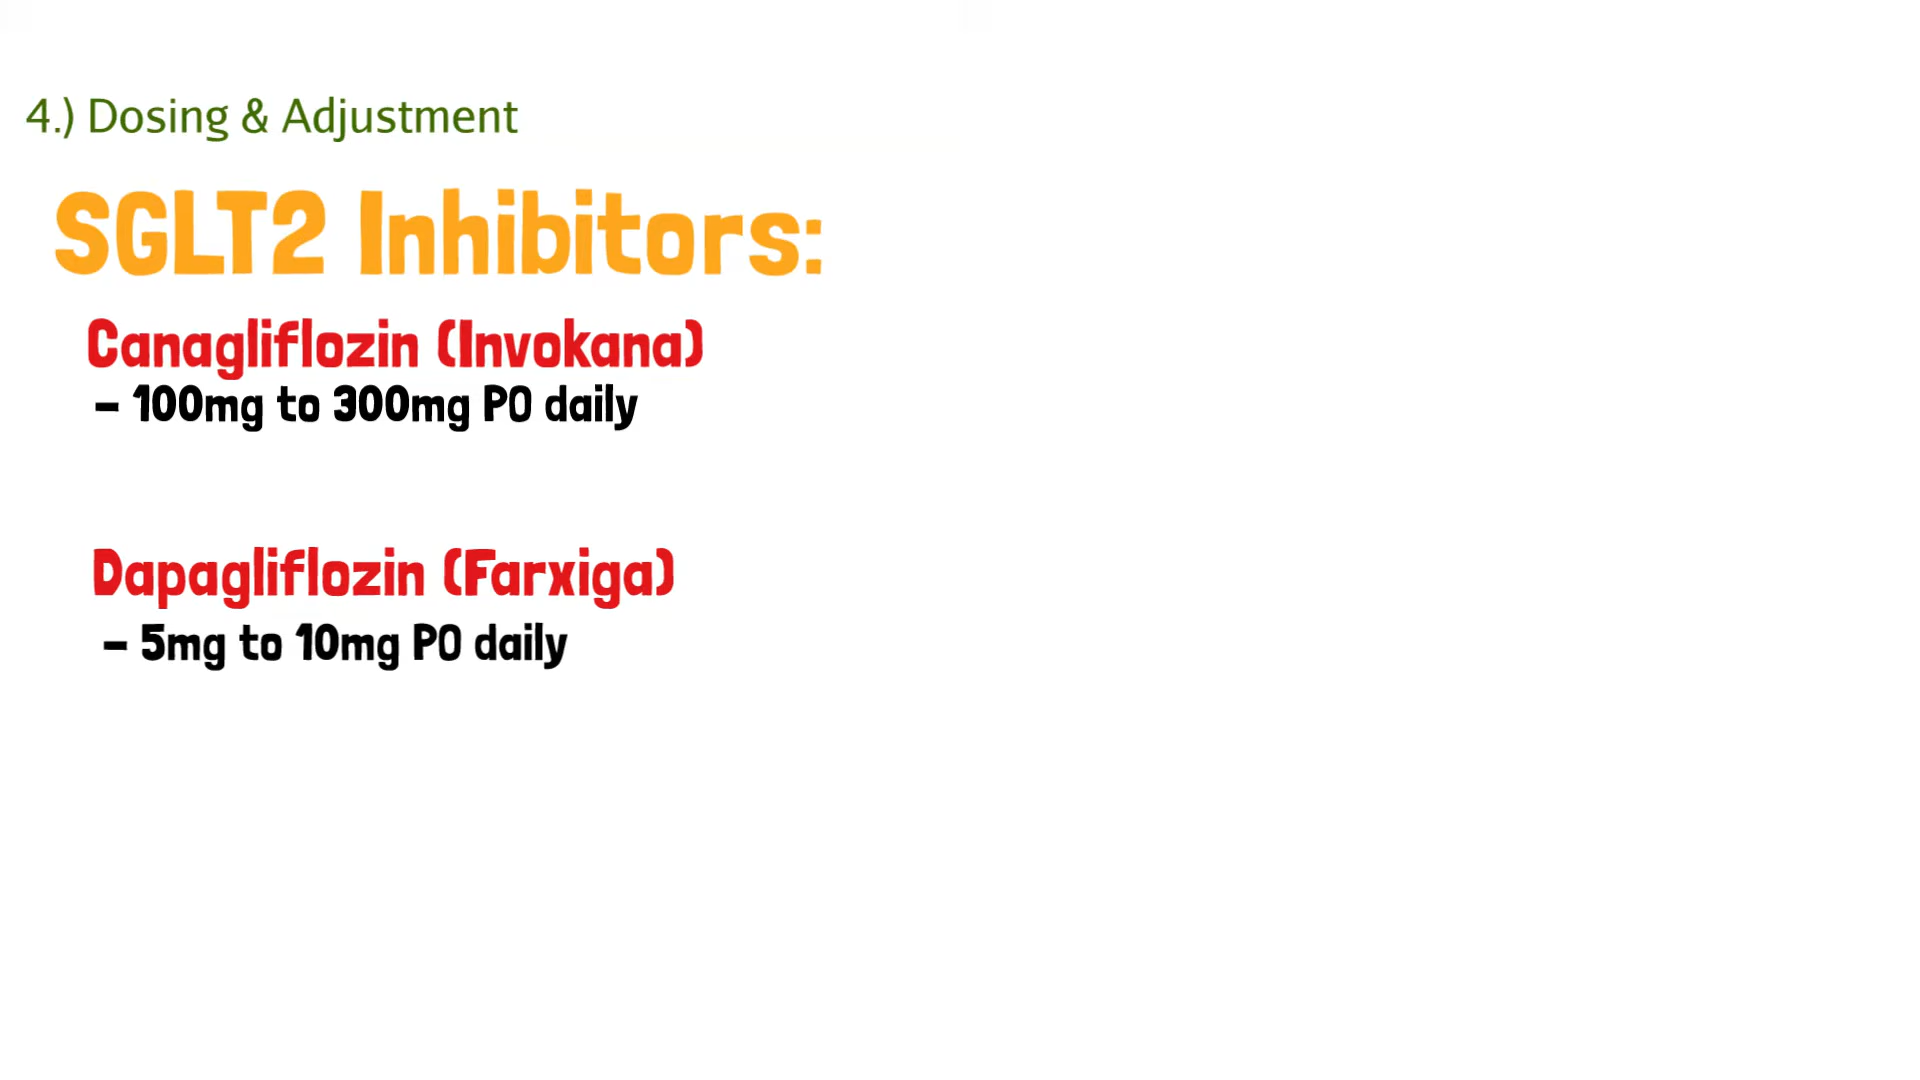 4.) Dosing & Adjustment
SGLT2 Inhibitors:
Canagliflozin (Invokana)
- 100mg to 300mg PO daily
Dapagliflozin (Farxiga)
- 5mg to 10mg PO daily